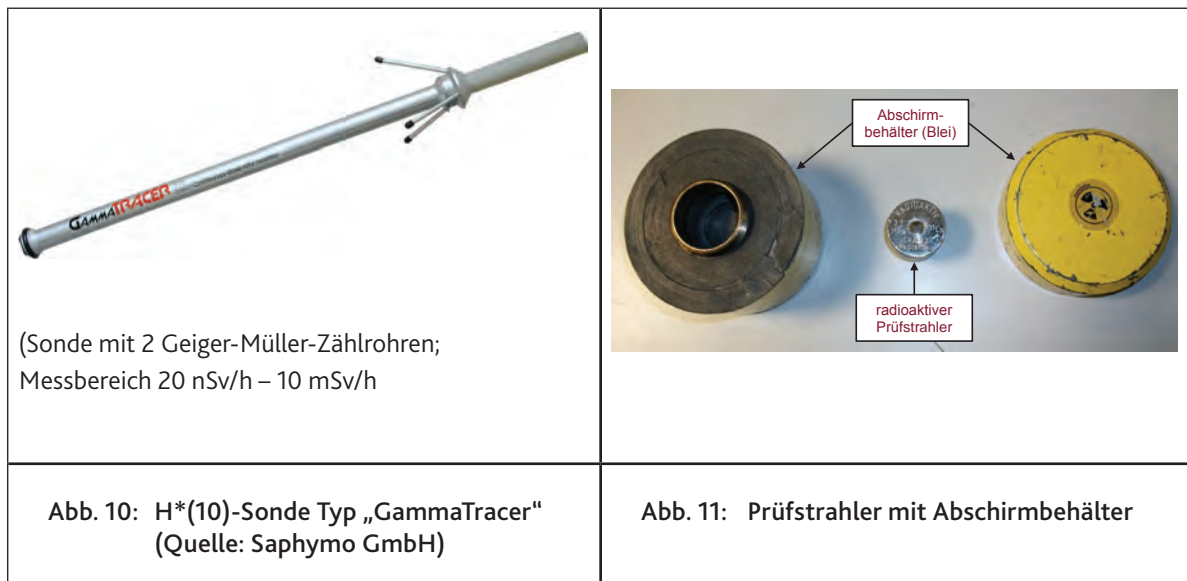 GAMMATRACER
(Sonde mit 2 Geiger-Müller-Zählrohren;
Messbereich 20 nSv/h – 10 mSv/h
Abschirm-
behälter (Blei)
RADIOAKTIV
radioaktiver
Prüfstrahler
Abb. 10: H*(10)-Sonde Typ „GammaTracer“
(Quelle: Saphymo GmbH)
Abb. 11: Prüfstrahler mit Abschirmbehälter